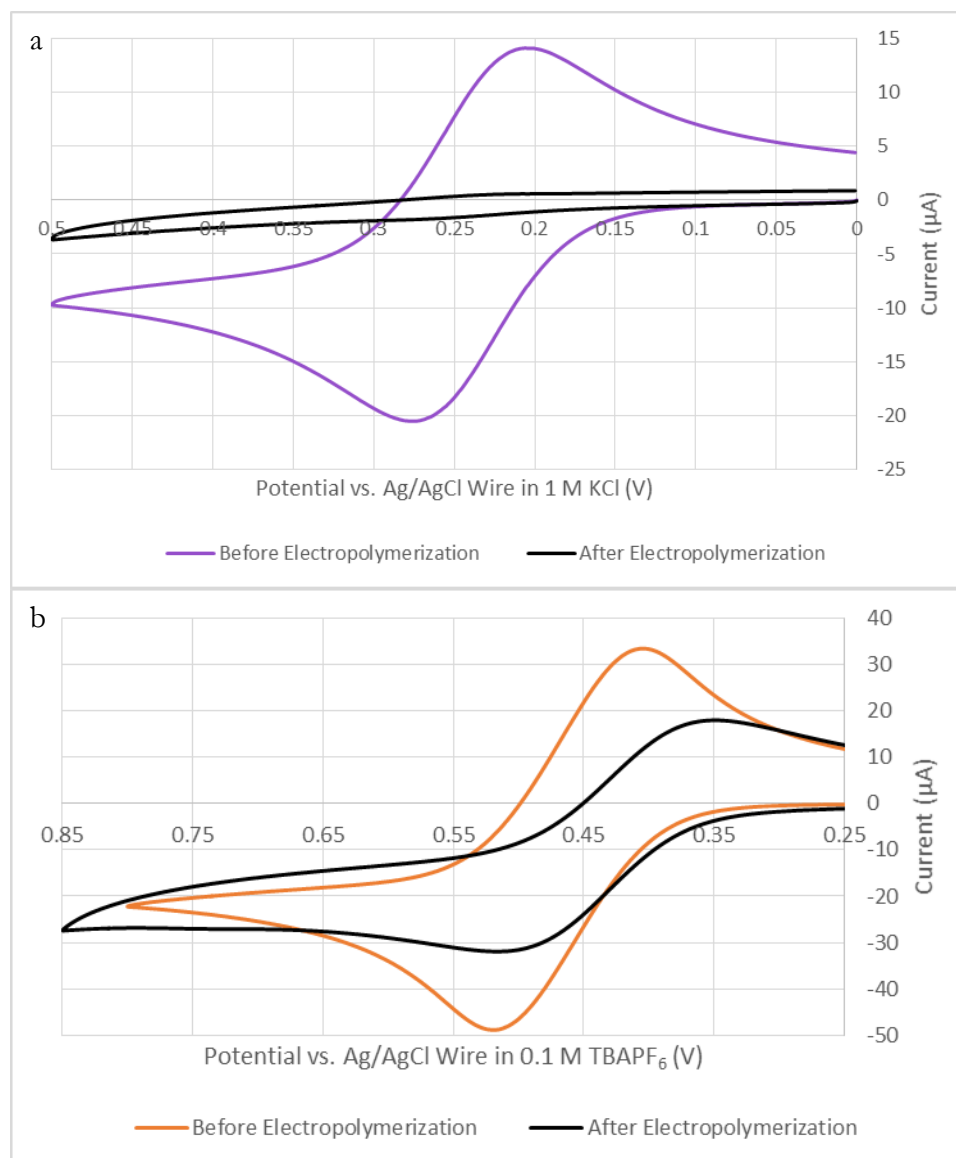 a
15
10
5
0
-5
-10
-15
-20
-25
0.5 0.45 0.4 0.35 0.3 0.25 0.2 0.15 0.1 0.05 0
Current (µA)
Potential vs. Ag/AgCl Wire in 1 M KCl (V)
Before Electropolymerization After Electropolymerization
b
40
30
20
10
0
-10
-20
-30
-40
-50
0.85 0.75 0.65 0.55 0.45 0.35 0.25
Current (µA)
Potential vs. Ag/AgCl Wire in 0.1 M TBAPF₆ (V)
Before Electropolymerization After Electropolymerization